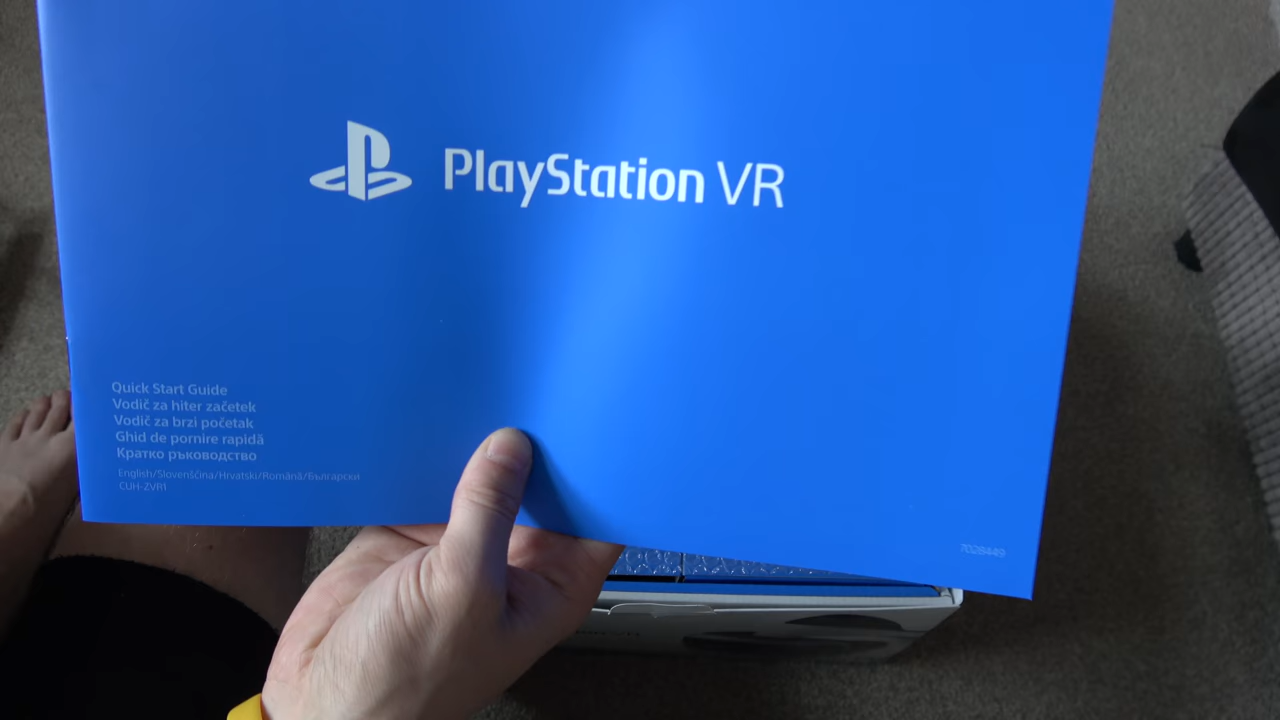 PlayStation VR
Quick Start Guide
Vodič za hiter začetek
Vodič za brzi početak
Ghid de pornire rapidă
Кратко ръководство
English/Slovenščina/Hrvatski/Română/Български
CUH-ZVR1
7028449
VR